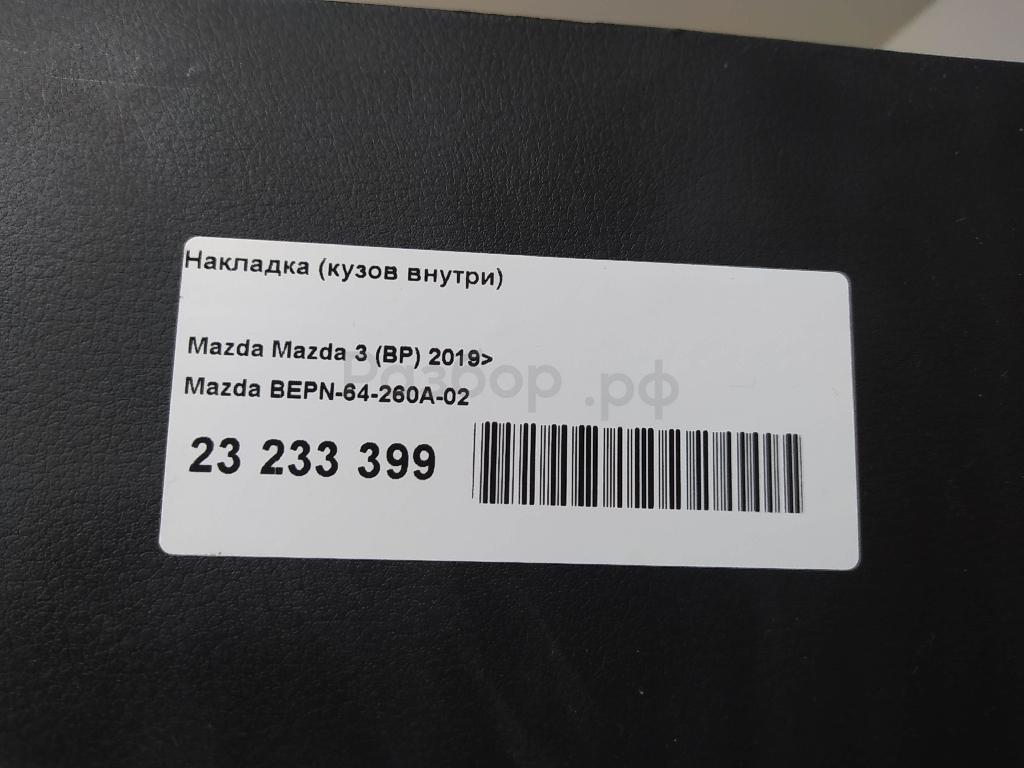 Накладка (кузов внутри)
Mazda Mazda 3 (BP) 2019>
Mazda BEPN-64-260A-02
Разбор .рф
23 233 399